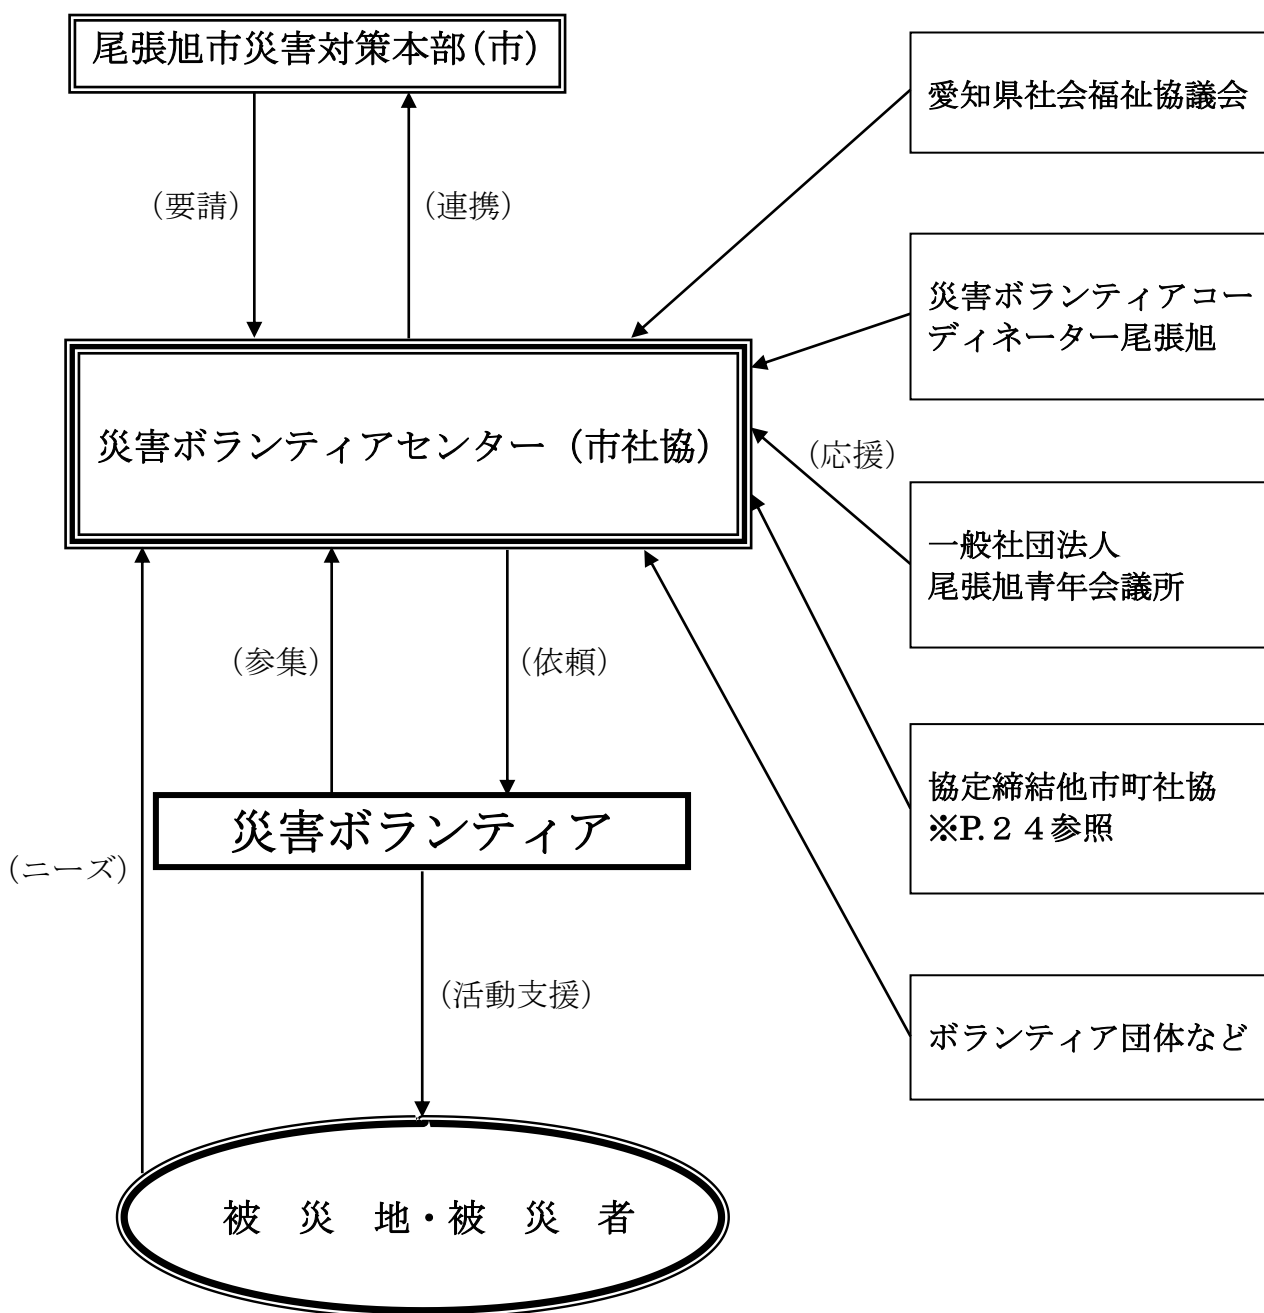 尾張旭市災害対策本部(市)
愛知県社会福祉協議会
(要請)
(連携)
災害ボランティアコー
ディネーター尾張旭
災害ボランティアセンター(市社協)
(応援)
一般社団法人
尾張旭青年会議所
(参集)
(依頼)
協定締結他市町社協
※P.24参照
災害ボランティア
(ニーズ)
(活動支援)
ボランティア団体など
被 災 地・被 災 者